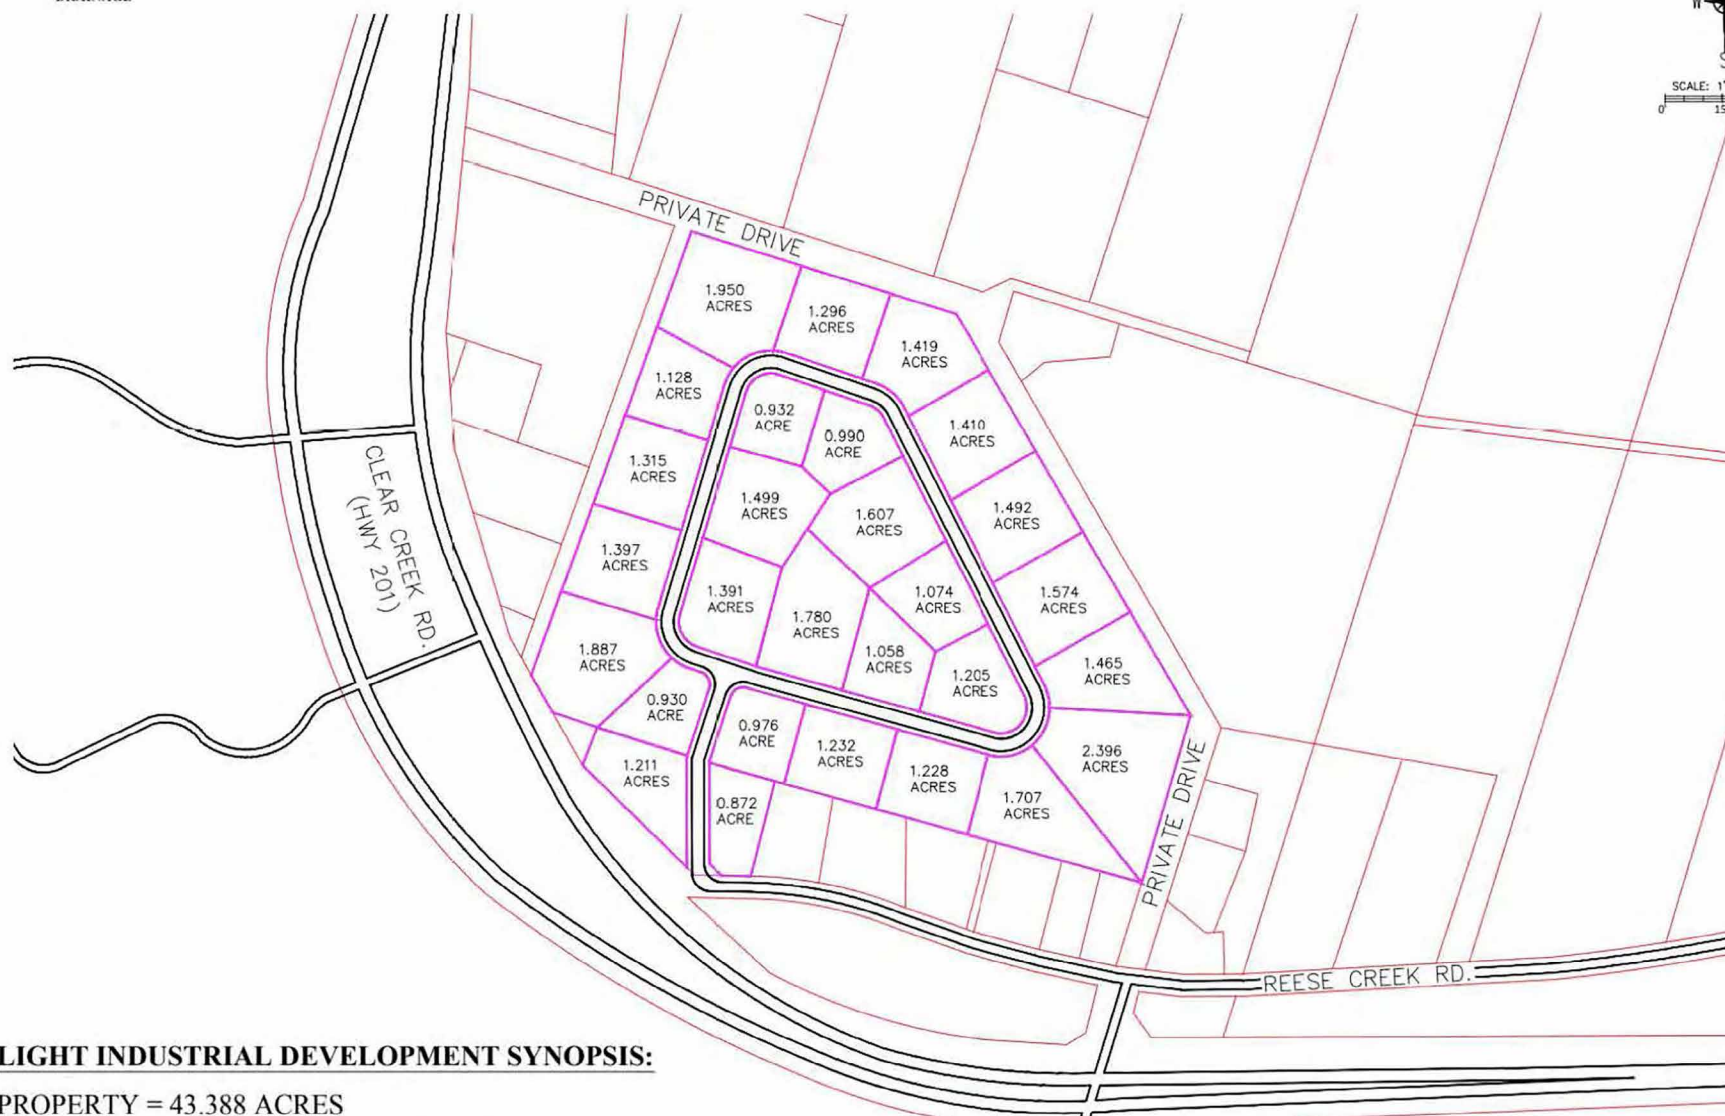 W
S
SCALE: 1"
0'
PRIVATE DRIVE
1.950
ACRES
1.296
ACRES
1.419
ACRES
1.128
ACRES
0.932
ACRE
0.990
ACRE
1.410
ACRES
1.315
ACRES
1.499
ACRES
1.607
ACRES
1.492
ACRES
CLEAR CREEK RD.
(HWY 201)
1.397
ACRES
1.391
ACRES
1.780
ACRES
1.074
ACRES
1.574
ACRES
1.887
ACRES
1.058
ACRES
1.205
ACRES
1.465
ACRES
0.930
ACRE
0.976
ACRE
1.232
ACRES
1.228
ACRES
2.396
ACRES
1.211
ACRES
0.872
ACRE
1.707
ACRES
PRIVATE DRIVE
REESE CREEK RD.
LIGHT INDUSTRIAL DEVELOPMENT SYNOPSIS:
PROPERTY = 43.388 ACRES